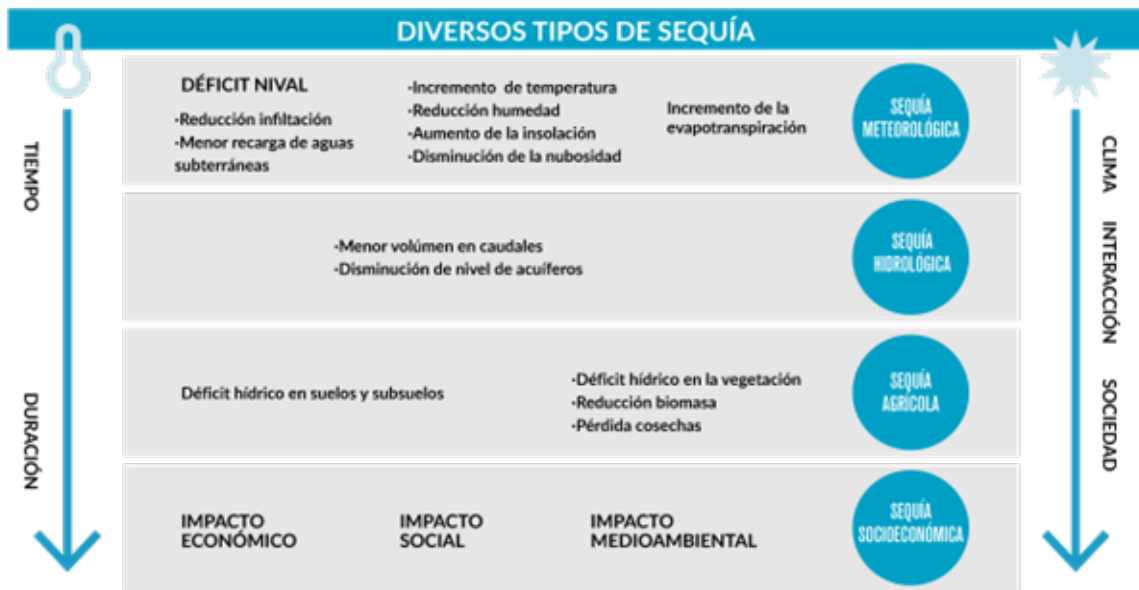 DIVERSOS TIPOS DE SEQUÍA
TIEMPO
DURACIÓN
DÉFICIT NIVAL
-Reducción infiltación
-Menor recarga de aguas
subterráneas
-Incremento de temperatura
-Reducción humedad
-Aumento de la insolación
-Disminución de la nubosidad
Incremento de la
evapotranspiración
SEQUÍA
METEOROLÓGICA
-Menor volúmen en caudales
-Disminución de nivel de acuíferos
SEQUÍA
HIDROLÓGICA
Déficit hídrico en suelos y subsuelos
-Déficit hídrico en la vegetación
-Reducción biomasa
-Pérdida cosechas
SEQUÍA
AGRÍCOLA
IMPACTO
ECONÓMICO
IMPACTO
SOCIAL
IMPACTO
MEDIOAMBIENTAL
SEQUÍA
SOCIOECONÓMICA
CLIMA INTERACCIÓN SOCIEDAD